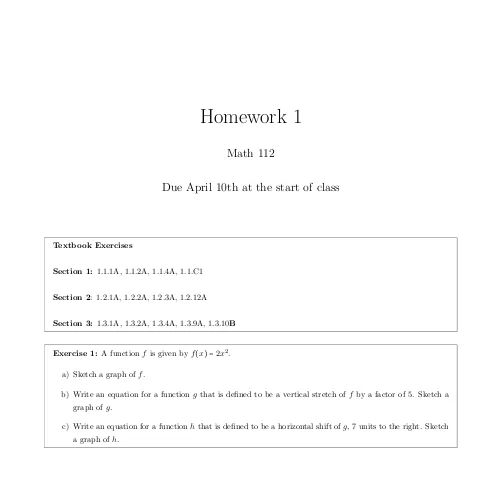 Homework 1
Math 112
Due April 10th at the start of class
Textbook Exercises
Section 1: 1.1.1A, 1.1.2A, 1.1.4A, 1.1.C1
Section 2: 1.2.1A, 1.2.2A, 1.2.3A, 1.2.12A
Section 3: 1.3.1A, 1.3.2A, 1.3.4A, 1.3.9A, 1.3.10B
Exercise 1: A function f is given by f(x) = 2x².
a) Sketch a graph of f.
b) Write an equation for a function g that is defined to be a vertical stretch of f by a factor of 5. Sketch a
graph of g.
c) Write an equation for a function h that is defined to be a horizontal shift of g, 7 units to the right. Sketch
a graph of h.